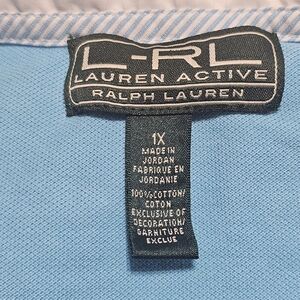 L-RL
LAUREN ACTIVE
RALPH LAUREN
1X
MADE IN
JORDAN
FABRIQUE EN
JORDANIE
100%COTTON/
COTON
EXCLUSIVE OF
DECORATION/
GARNITURE
EXCLUE